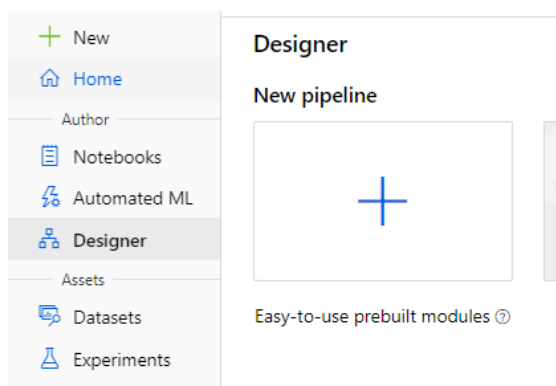 New
Home
Author
Notebooks
Automated ML
Designer
Assets
Datasets
Experiments
Designer
New pipeline
Easy-to-use prebuilt modules